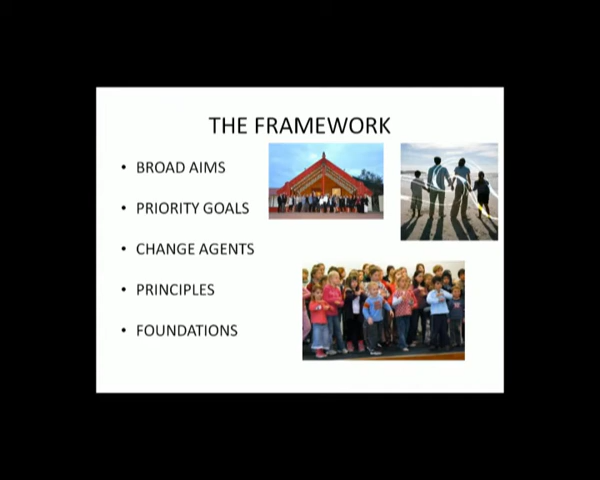 THE FRAMEWORK
• BROAD AIMS
• PRIORITY GOALS
• CHANGE AGENTS
• PRINCIPLES
• FOUNDATIONS